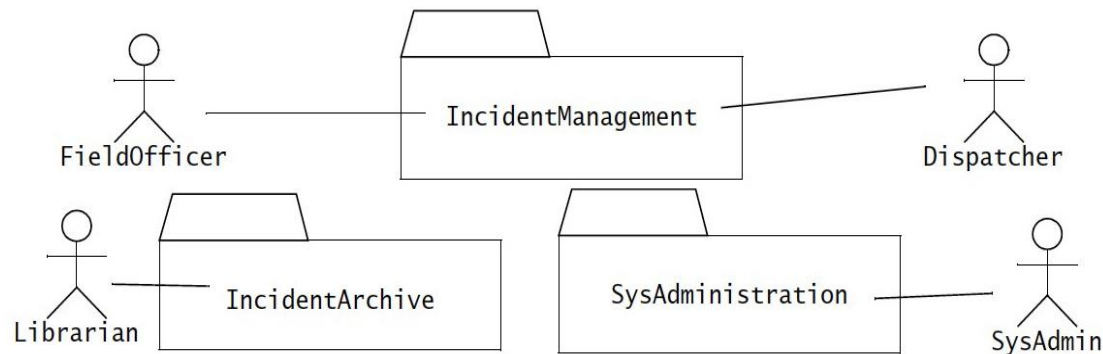 IncidentManagement
FieldOfficer
Dispatcher
IncidentArchive
SysAdministration
Librarian
SysAdmin